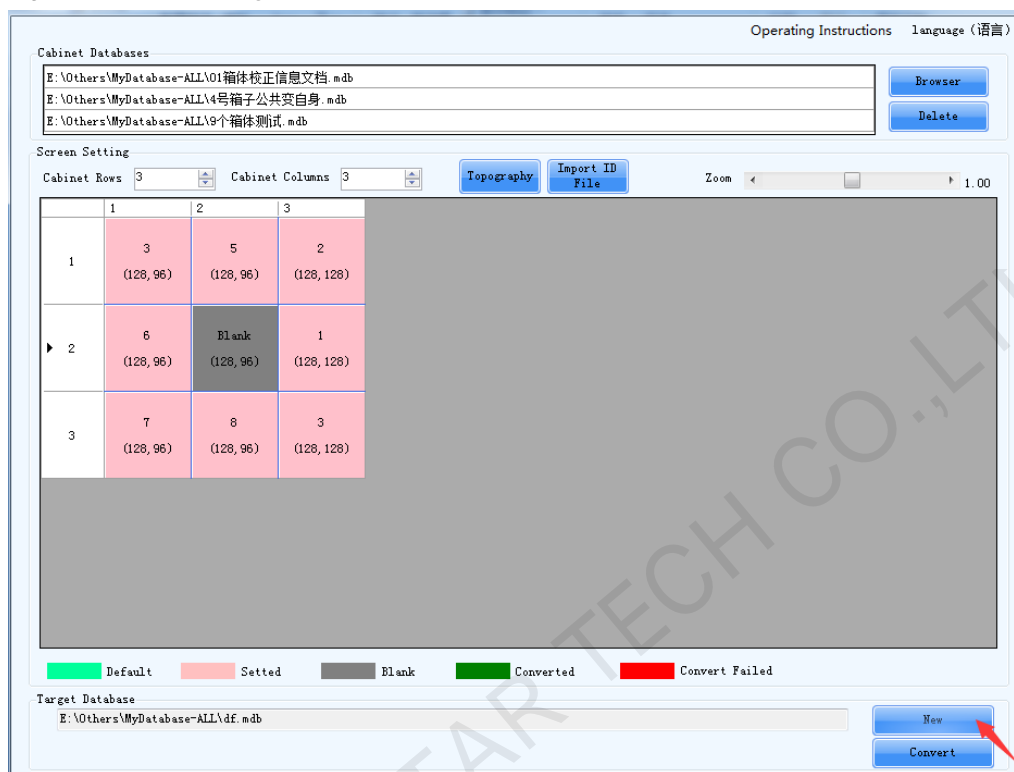 Operating Instructions language（语言）
Cabinet Databases
E:\Others\MyDatabase-ALL\01箱体校正信息文档.mdb
E:\Others\MyDatabase-ALL\4号箱子公共变自身.mdb
E:\Others\MyDatabase-ALL\9个箱体测试.mdb
Browser
Delete
Screen Setting
Cabinet Rows 3 Cabinet Columns 3 Topography Import ID File Zoom 1.00
1 2 3
1 3 5 2
(128, 96) (128, 96) (128, 128)
2 6 Blank 1
(128, 96) (128, 96) (128, 128)
3 7 8 3
(128, 96) (128, 96) (128, 128)
Default Setted Blank Converted Convert Failed
Target Database
E:\Others\MyDatabase-ALL\df.mdb
New
Convert
TAR TECH CO.,LT